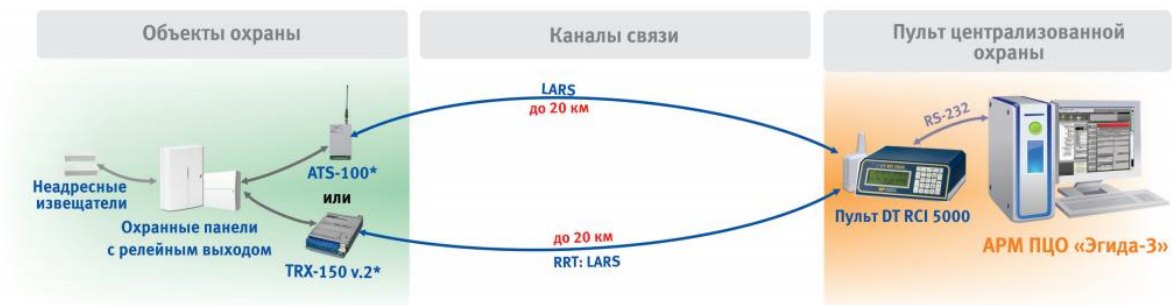 Объекты охраны
Каналы связи
Пульт централизованной
охраны
LARS
до 20 км
RS-232
ATS-100*
Неадресные
извещатели
или
Охранные панели
с релейным выходом
Пульт DT RCI 5000
до 20 км
АРМ ПЦО «Эгида-3»
RRT: LARS
TRX-150 v.2*